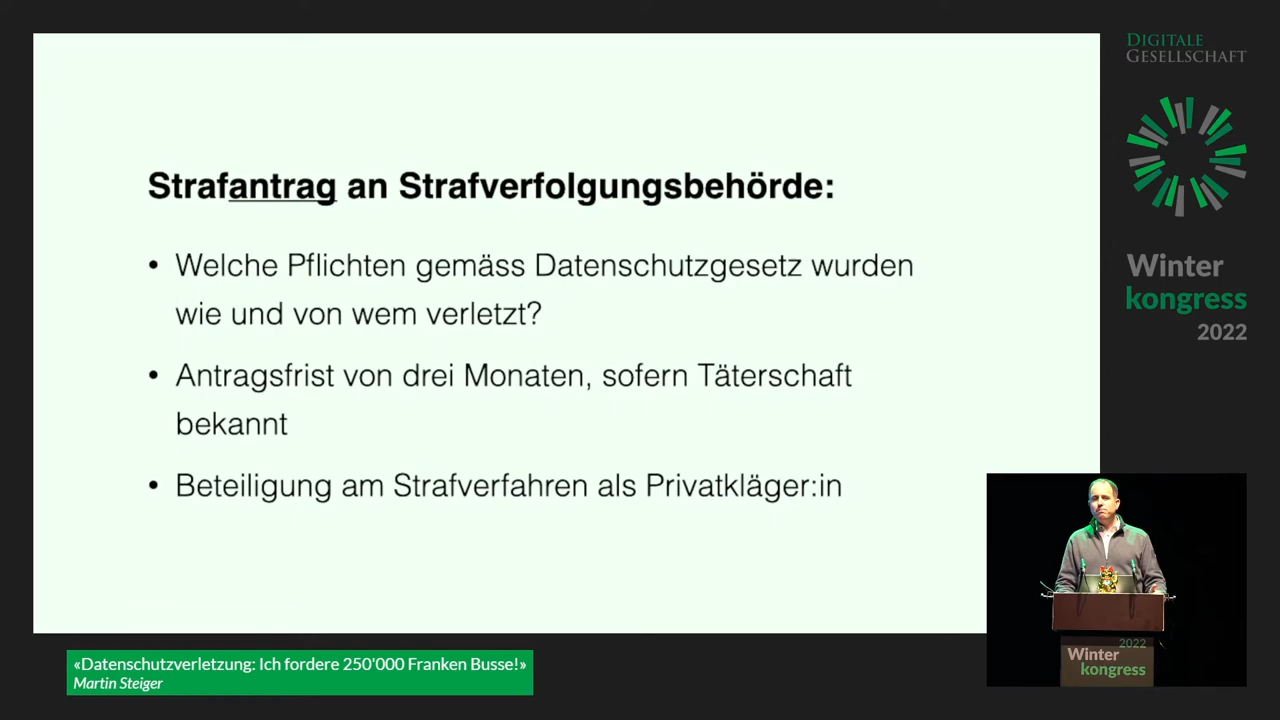 Strafantrag an Strafverfolgungsbehörde:
• Welche Pflichten gemäss Datenschutzgesetz wurden
wie und von wem verletzt?
• Antragsfrist von drei Monaten, sofern Täterschaft
bekannt
• Beteiligung am Strafverfahren als Privatkläger:in
DIGITALE
GESELLSCHAFT
Winter
kongress
2022
2022
Winter
kongress
«Datenschutzverletzung: Ich fordere 250'000 Franken Busse!»
Martin Steiger